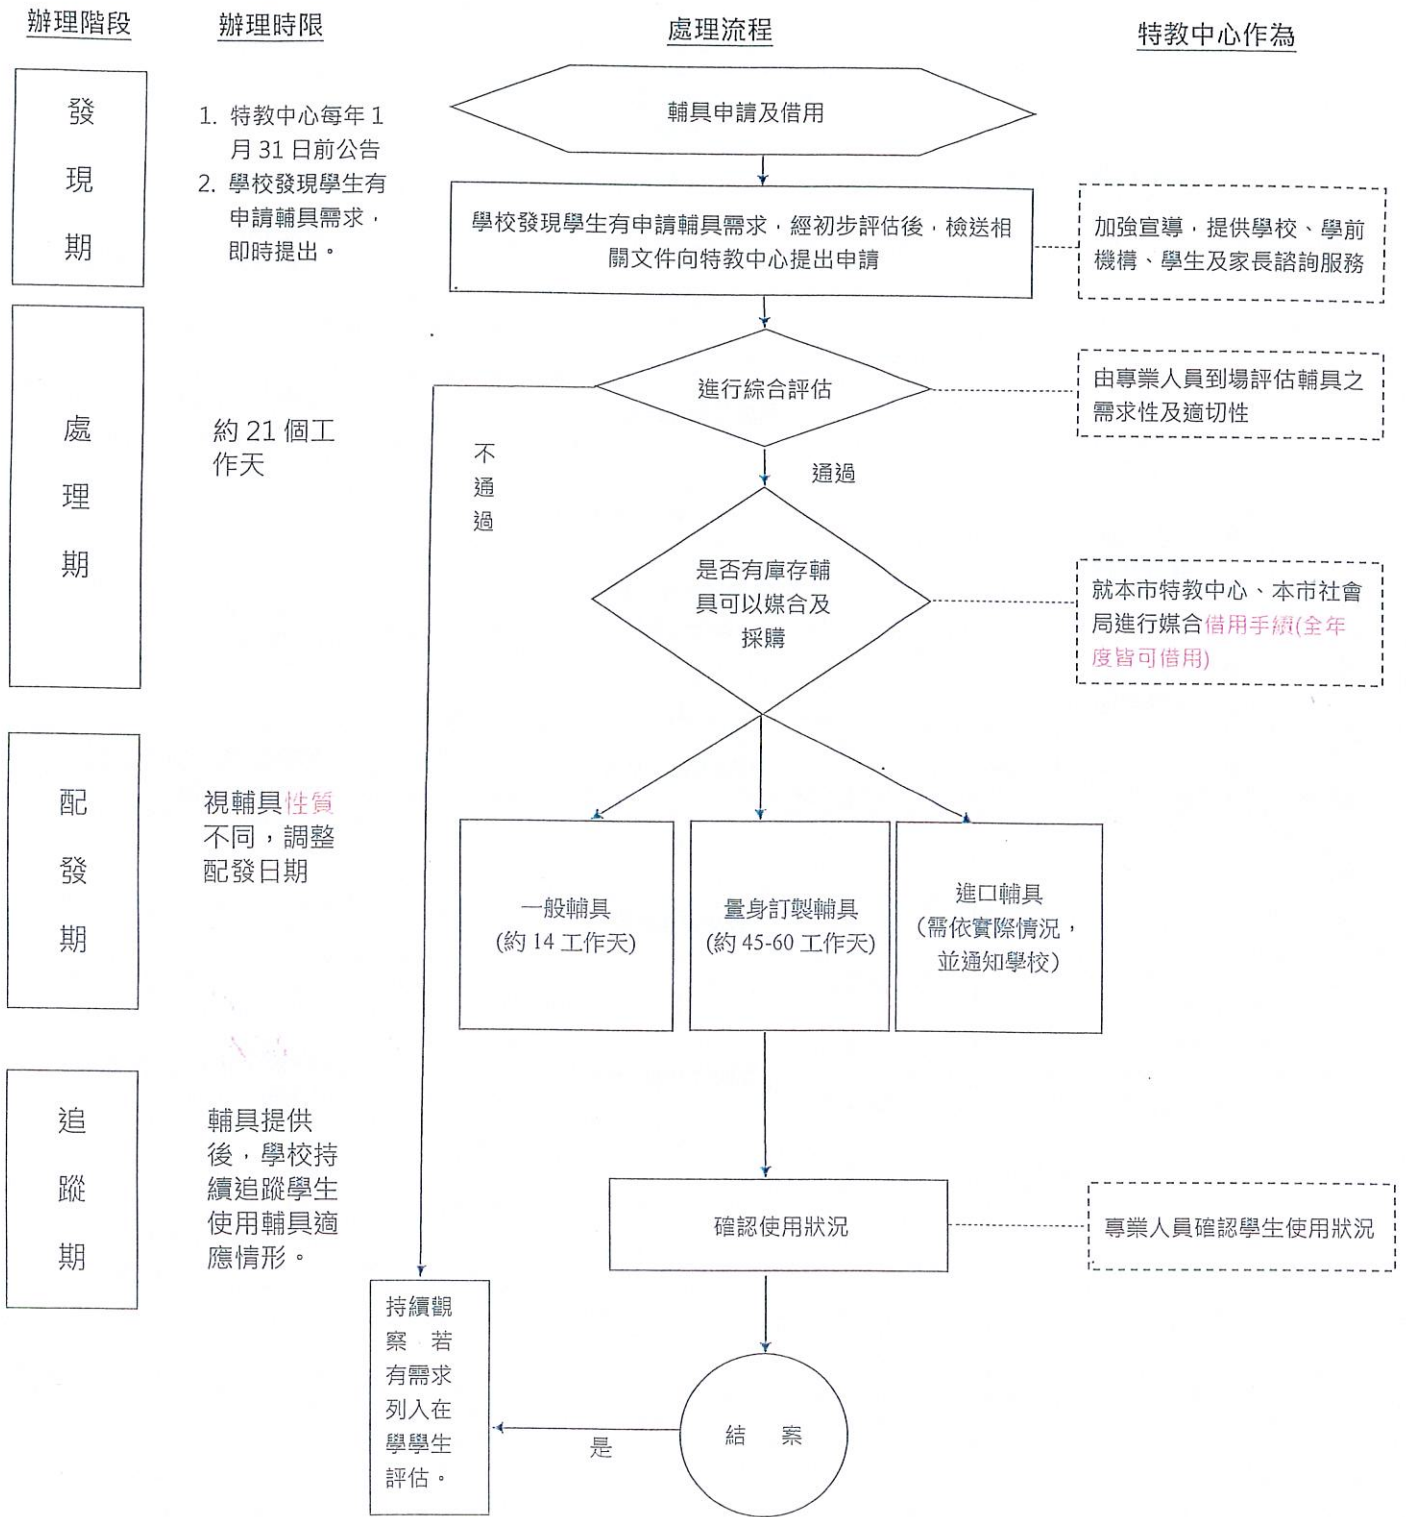 辦理階段
辦理時限
處理流程
特教中心作為
發
現
期
1. 特教中心每年 1
月 31 日前公告
2. 學校發現學生有
申請輔具需求，
即時提出。
輔具申請及借用
學校發現學生有申請輔具需求，經初步評估後，檢送相
關文件向特教中心提出申請
加強宣導，提供學校、學前
機構、學生及家長諮詢服務
處
理
期
約 21 個工
作天
進行綜合評估
由專業人員到場評估輔具之
需求性及適切性
不
通
過
通過
是否有庫存輔
具可以媒合及
採購
就本市特教中心、本市社會
局進行媒合借用手續(全年
度皆可借用)
配
發
期
視輔具性質
不同，調整
配發日期
一般輔具
(約 14 工作天)
量身訂製輔具
(約 45-60 工作天)
進口輔具
（需依實際情況，
並通知學校）
追
蹤
期
輔具提供
後，學校持
續追蹤學生
使用輔具適
應情形。
確認使用狀況
專業人員確認學生使用狀況
持續觀
察 若
有需求
列入在
學學生
評估。
是
結 案